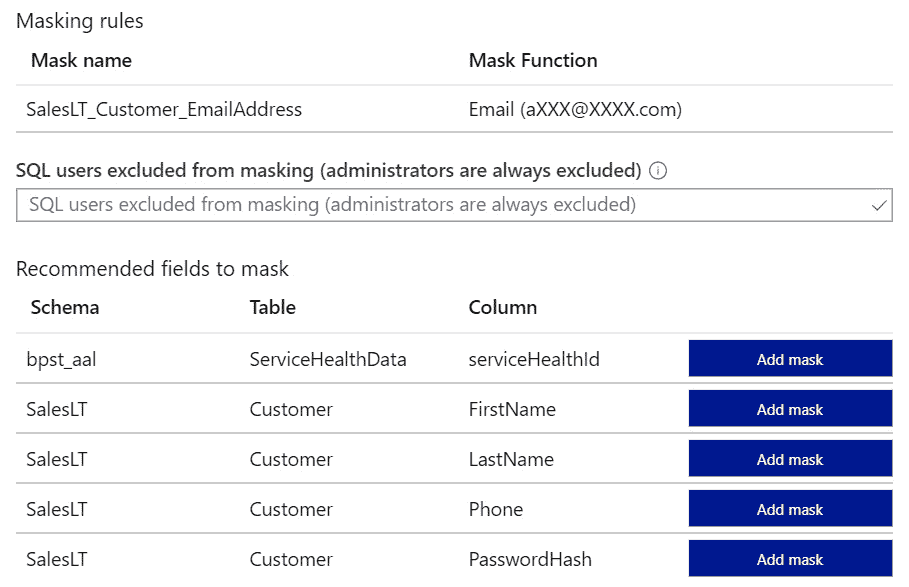 Masking rules
Mask name Mask Function
SalesLT_Customer_EmailAddress Email (aXXX@XXXX.com)
SQL users excluded from masking (administrators are always excluded)
SQL users excluded from masking (administrators are always excluded)
Recommended fields to mask
Schema Table Column
bpst_aal ServiceHealthData serviceHealthId Add mask
SalesLT Customer FirstName Add mask
SalesLT Customer LastName Add mask
SalesLT Customer Phone Add mask
SalesLT Customer PasswordHash Add mask